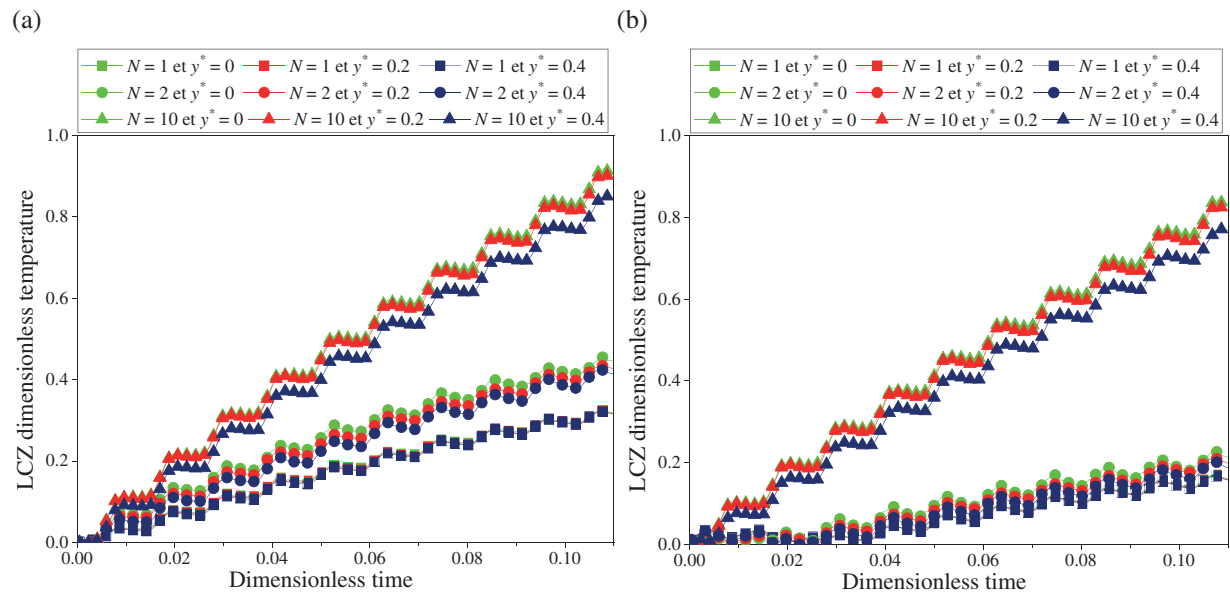 (a)
N = 1 et y* = 0 N = 1 et y* = 0.2 N = 1 et y* = 0.4
N = 2 et y* = 0 N = 2 et y* = 0.2 N = 2 et y* = 0.4
N = 10 et y* = 0 N = 10 et y* = 0.2 N = 10 et y* = 0.4
1.0
0.8
0.6
0.4
0.2
0.0
LCZ dimensionless temperature
0.00 0.02 0.04 0.06 0.08 0.10
Dimensionless time
(b)
N = 1 et y* = 0 N = 1 et y* = 0.2 N = 1 et y* = 0.4
N = 2 et y* = 0 N = 2 et y* = 0.2 N = 2 et y* = 0.4
N = 10 et y* = 0 N = 10 et y* = 0.2 N = 10 et y* = 0.4
1.0
0.8
0.6
0.4
0.2
0.0
LCZ dimensionless temperature
0.00 0.02 0.04 0.06 0.08 0.10
Dimensionless time